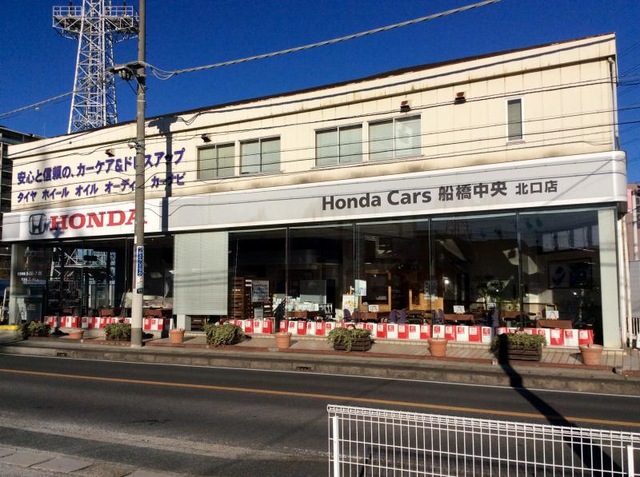 安心と信頼の、カーケア&ドレスアップ
タイヤ ホイール オイル オーディオ カーナビ
HONDA
Honda Cars 船橋中央 北口店